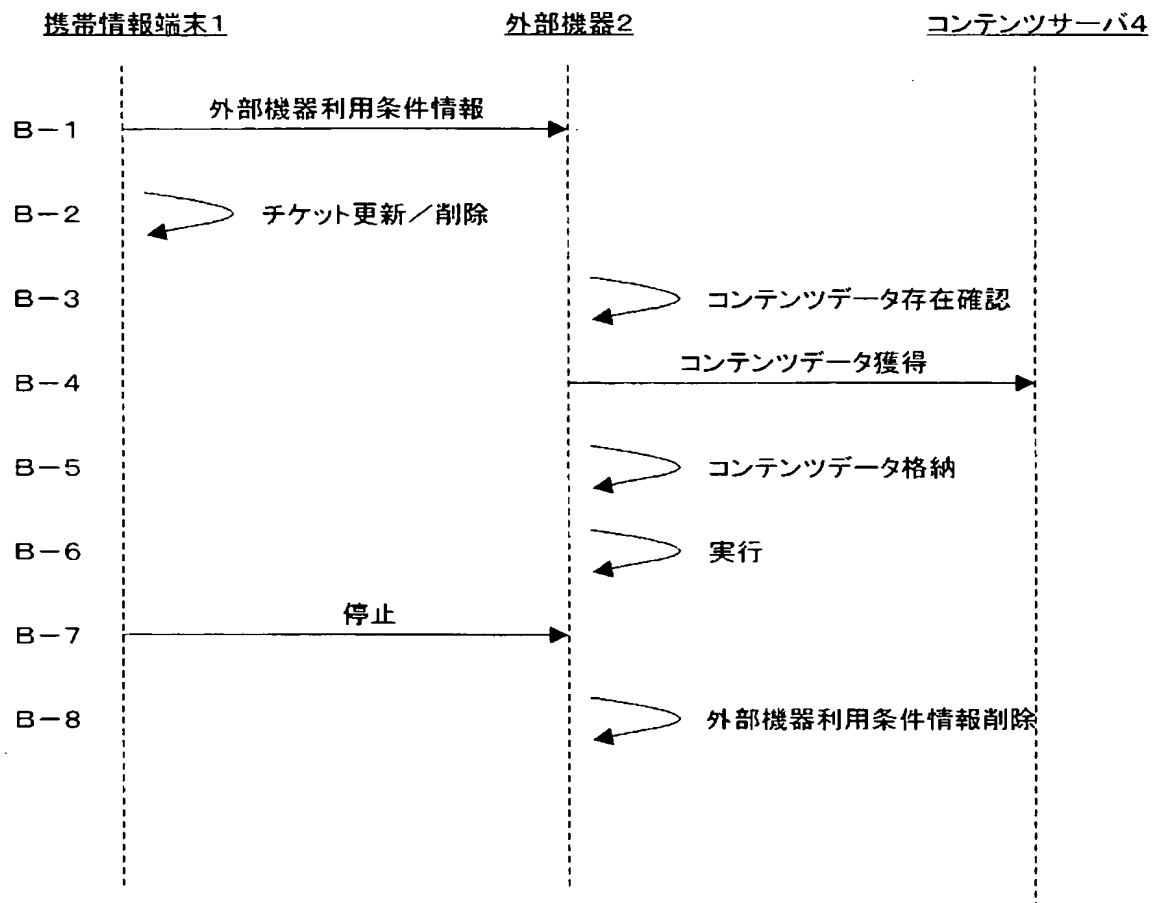 携帯情報端末1 外部機器2 コンテンツサーバ4
外部機器利用条件情報
B-1
B-2 チケット更新/削除
B-3 コンテンツデータ存在確認
コンテンツデータ獲得
B-4
B-5 コンテンツデータ格納
B-6 実行
停止
B-7
B-8 外部機器利用条件情報削除